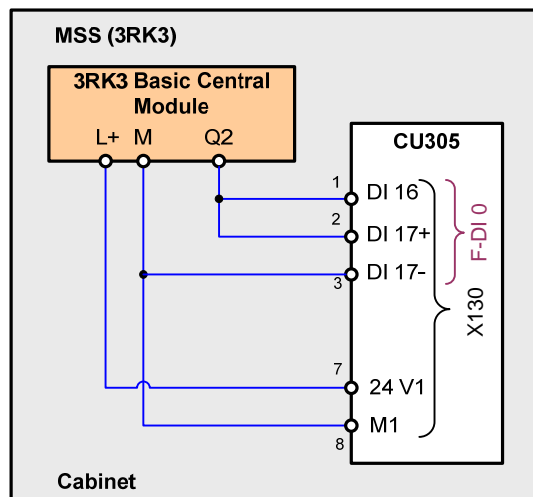 MSS (3RK3)
3RK3 Basic Central
Module
L+ M Q2
CU305
1 DI 16
2 DI 17+
3 DI 17-
F-DI 0
X130
7 24 V1
8 M1
Cabinet